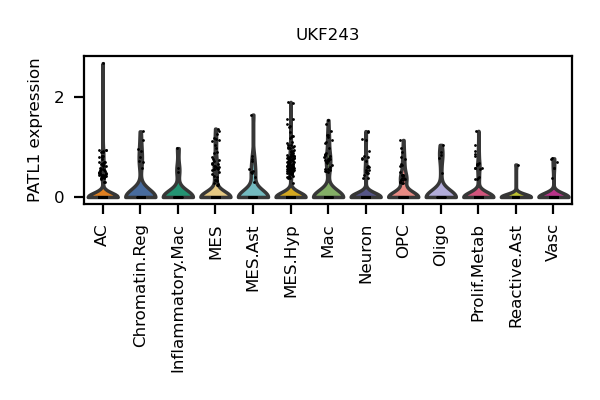 UKF243
PATL1 expression
2
0
AC
Chromatin.Reg
Inflammatory.Mac
MES
MES.Ast
MES.Hyp
Mac
Neuron
OPC
Oligo
Prolif.Metab
Reactive.Ast
Vasc